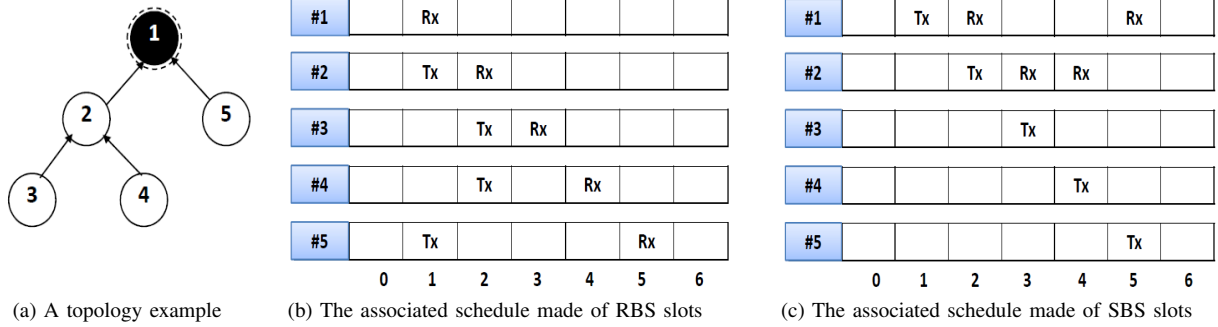 1
2
5
3
4
(a) A topology example
#1 Rx
#2 Tx Rx
#3 Tx Rx
#4 Tx Rx
#5 Tx Rx
0 1 2 3 4 5 6
(b) The associated schedule made of RBS slots
#1 Tx Rx Rx
#2 Tx Rx Rx
#3 Tx
#4 Tx
#5 Tx
0 1 2 3 4 5 6
(c) The associated schedule made of SBS slots